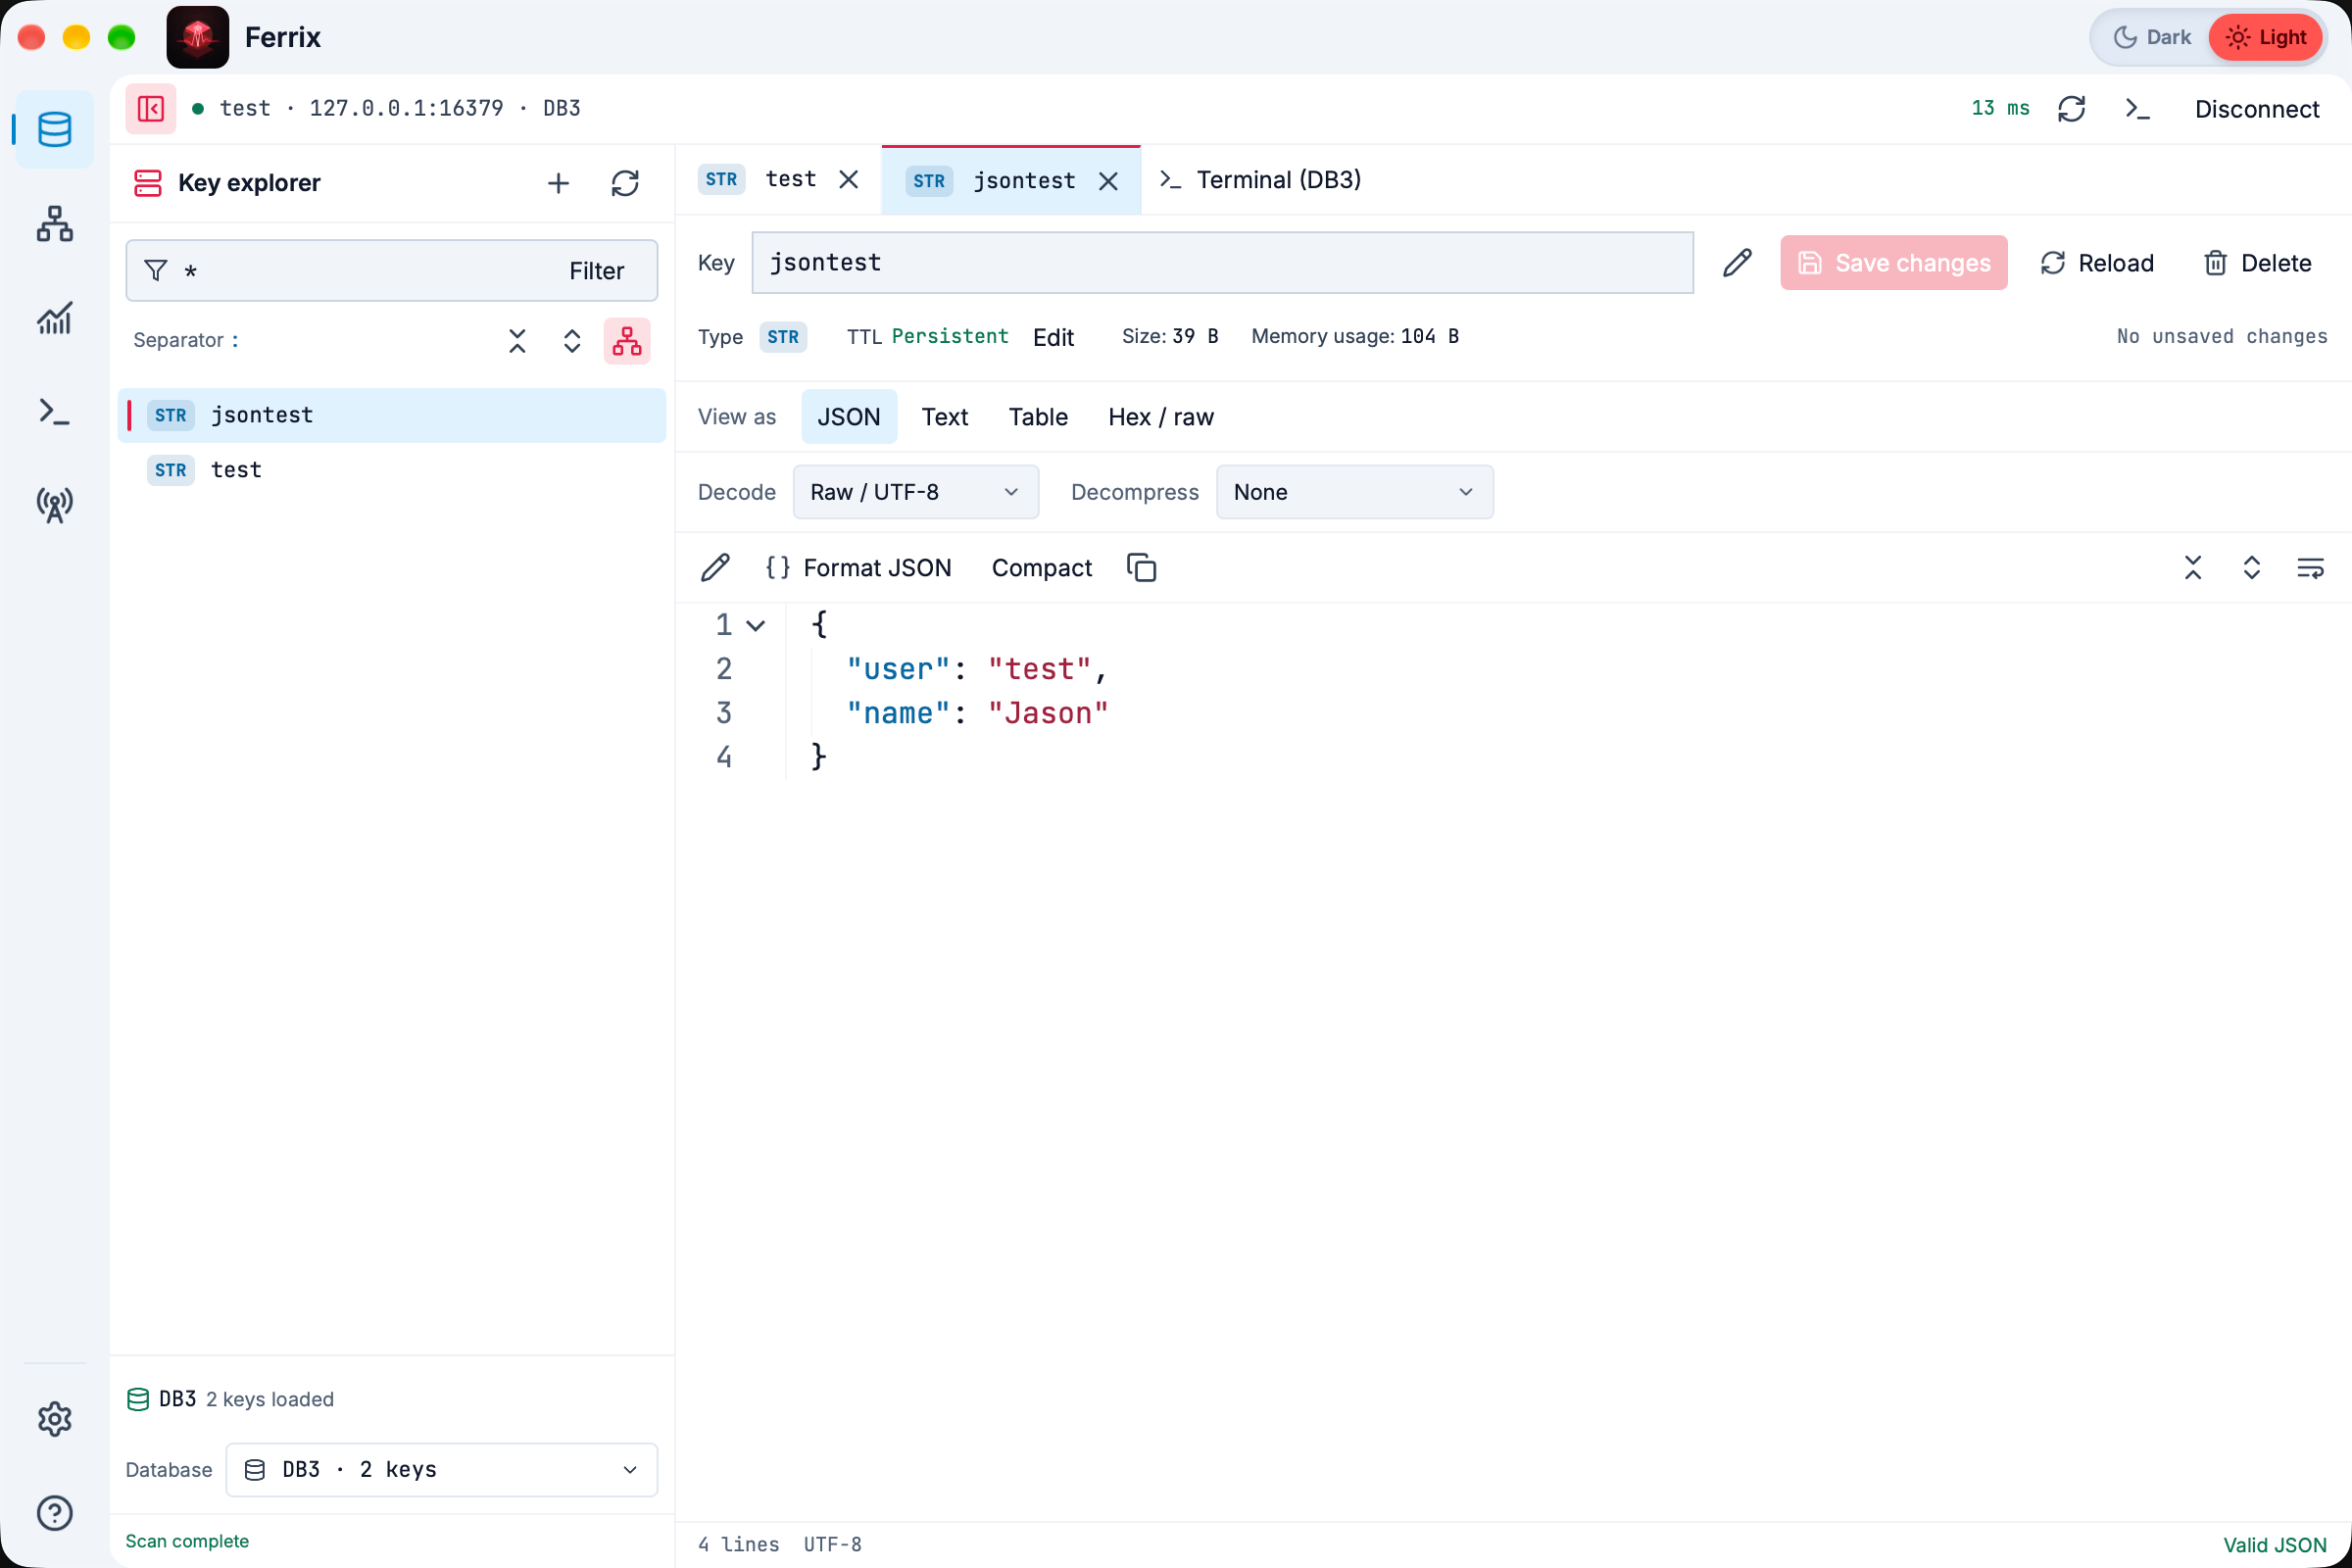 Ferrix
Dark Light
test · 127.0.0.1:16379 · DB3
13 ms Disconnect
Key explorer
* Filter
Separator :
STR jsontest
STR test
DB3 2 keys loaded
Database DB3 · 2 keys
Scan complete
STR test STR jsontest Terminal (DB3)
Key jsontest Save changes Reload Delete
Type STR TTL Persistent Edit Size: 39 B Memory usage: 104 B No unsaved changes
View as JSON Text Table Hex / raw
Decode Raw / UTF-8 Decompress None
{} Format JSON Compact
1 {
2 "user": "test",
3 "name": "Jason"
4 }
4 lines UTF-8 Valid JSON